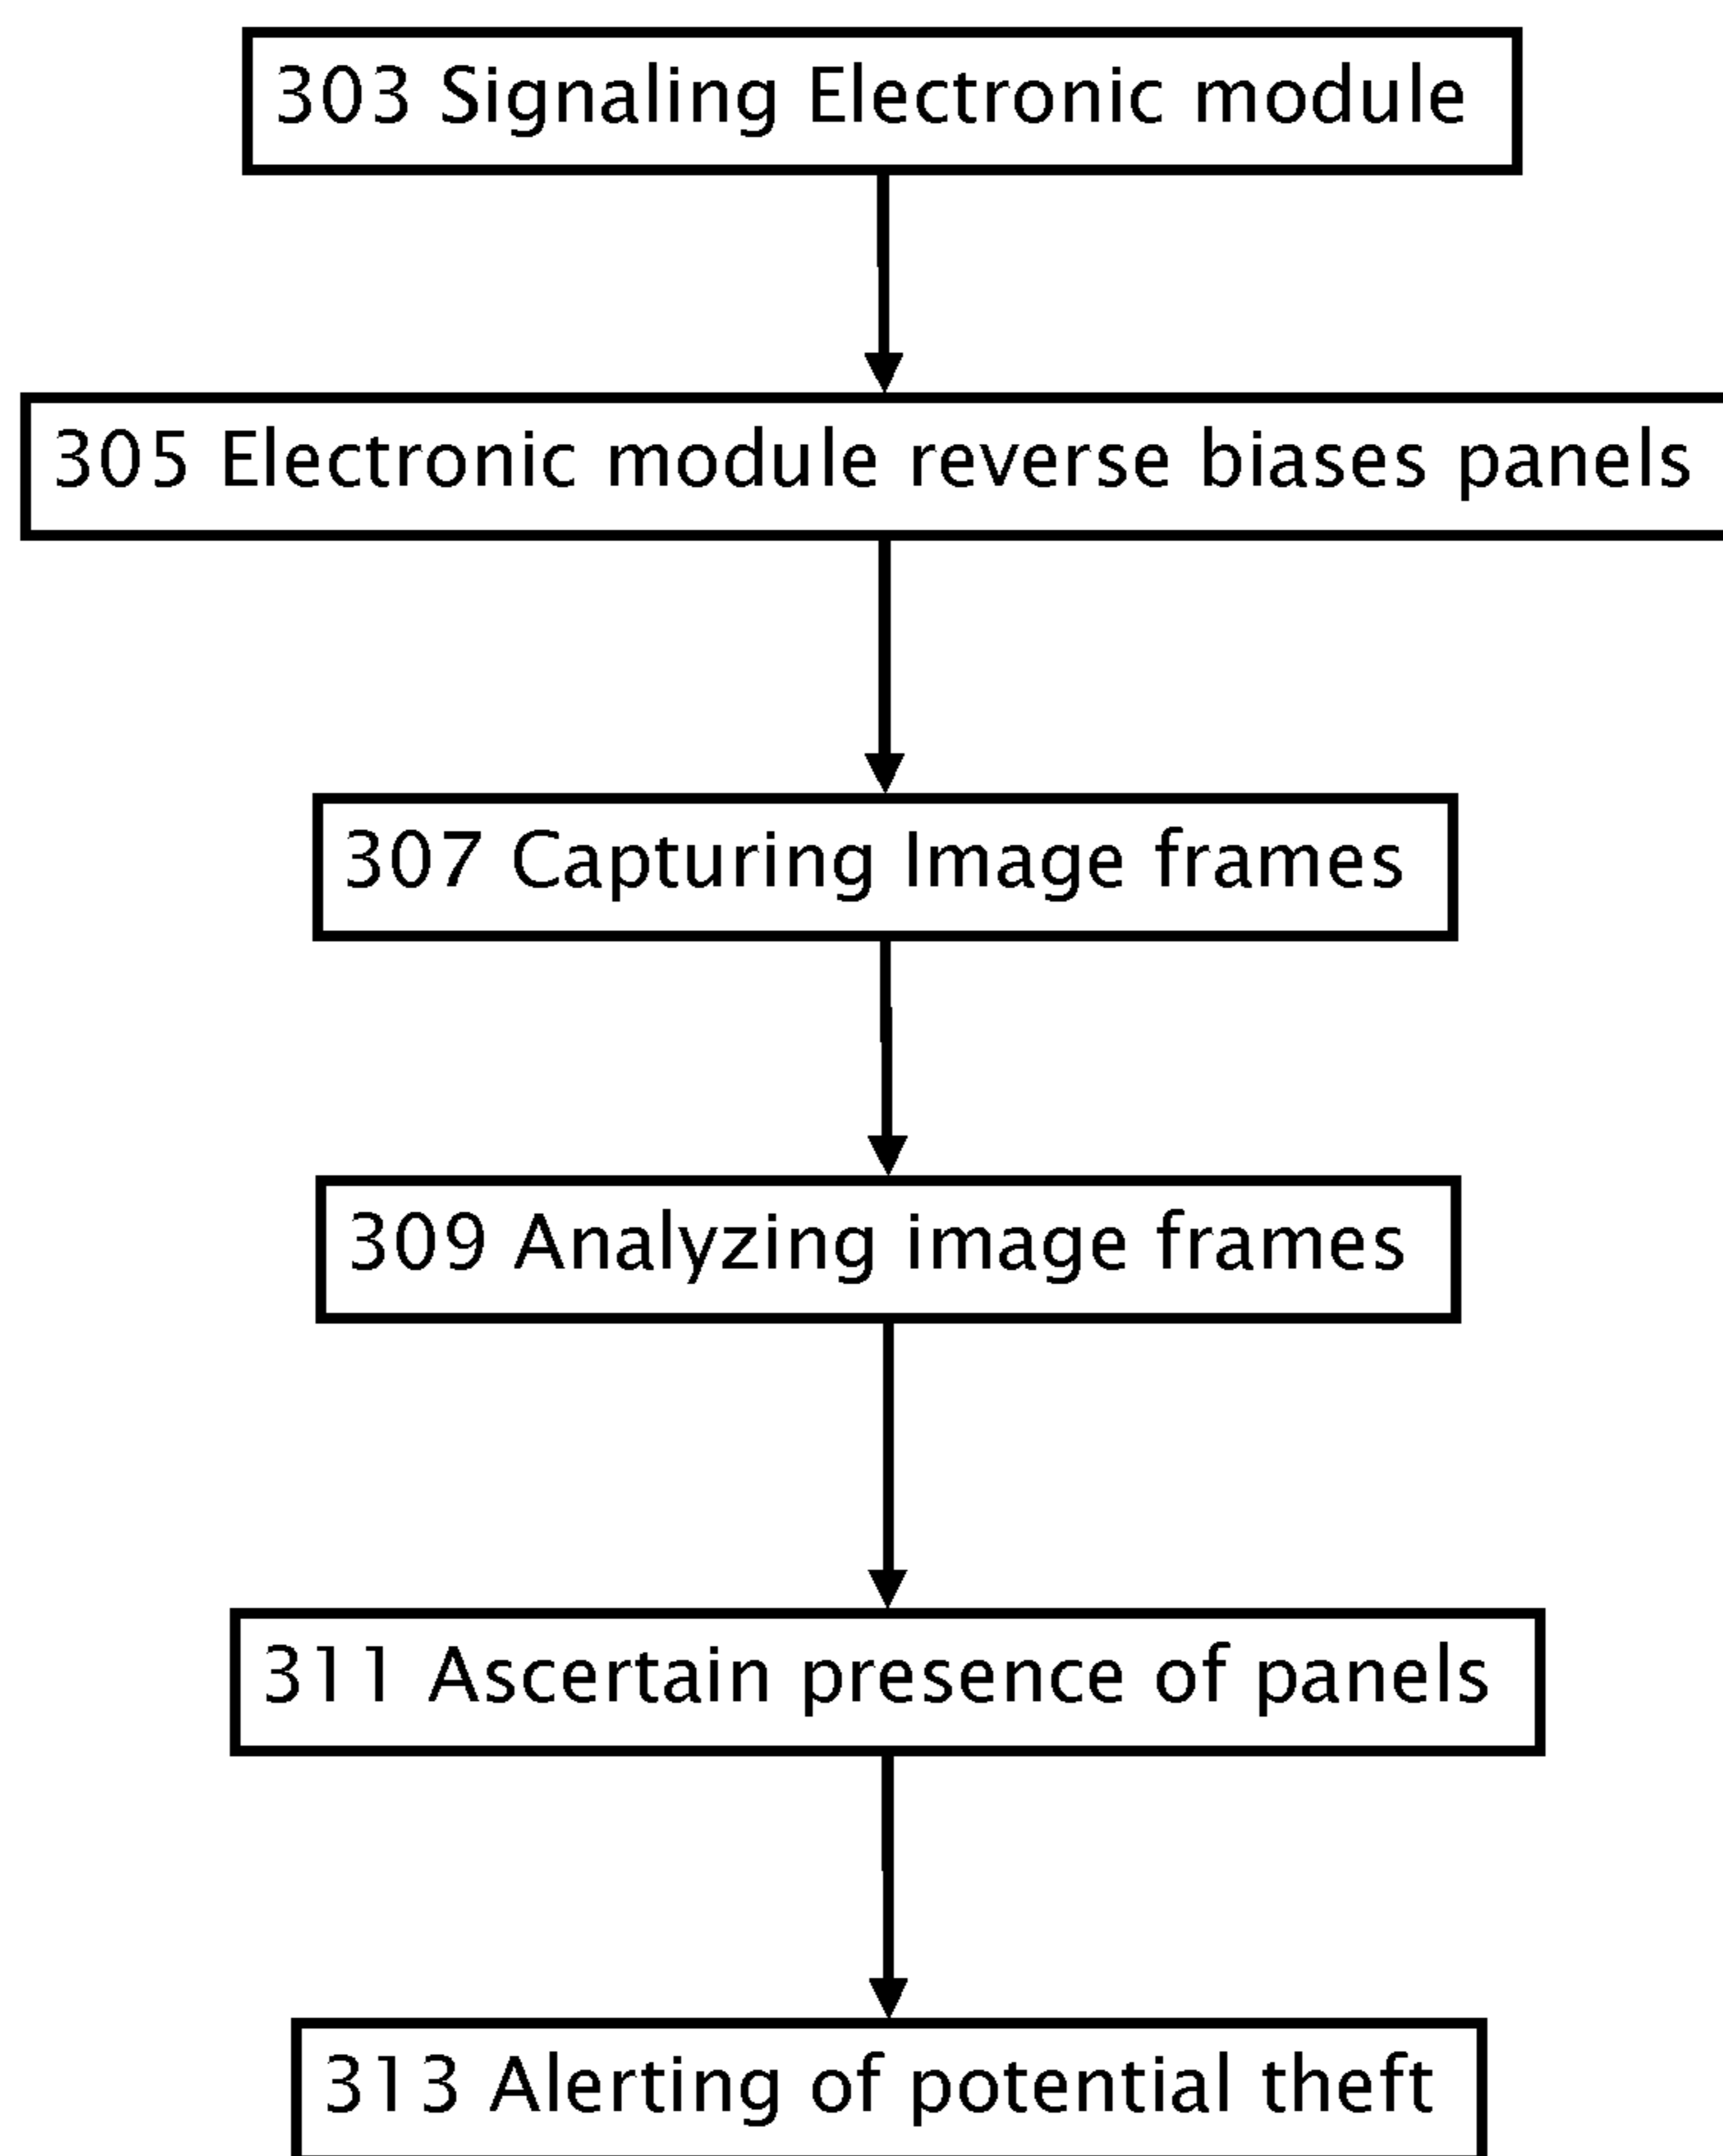 303 Signaling Electronic module
305 Electronic module reverse biases panels
307 Capturing Image frames
309 Analyzing image frames
311 Ascertain presence of panels
313 Alerting of potential theft